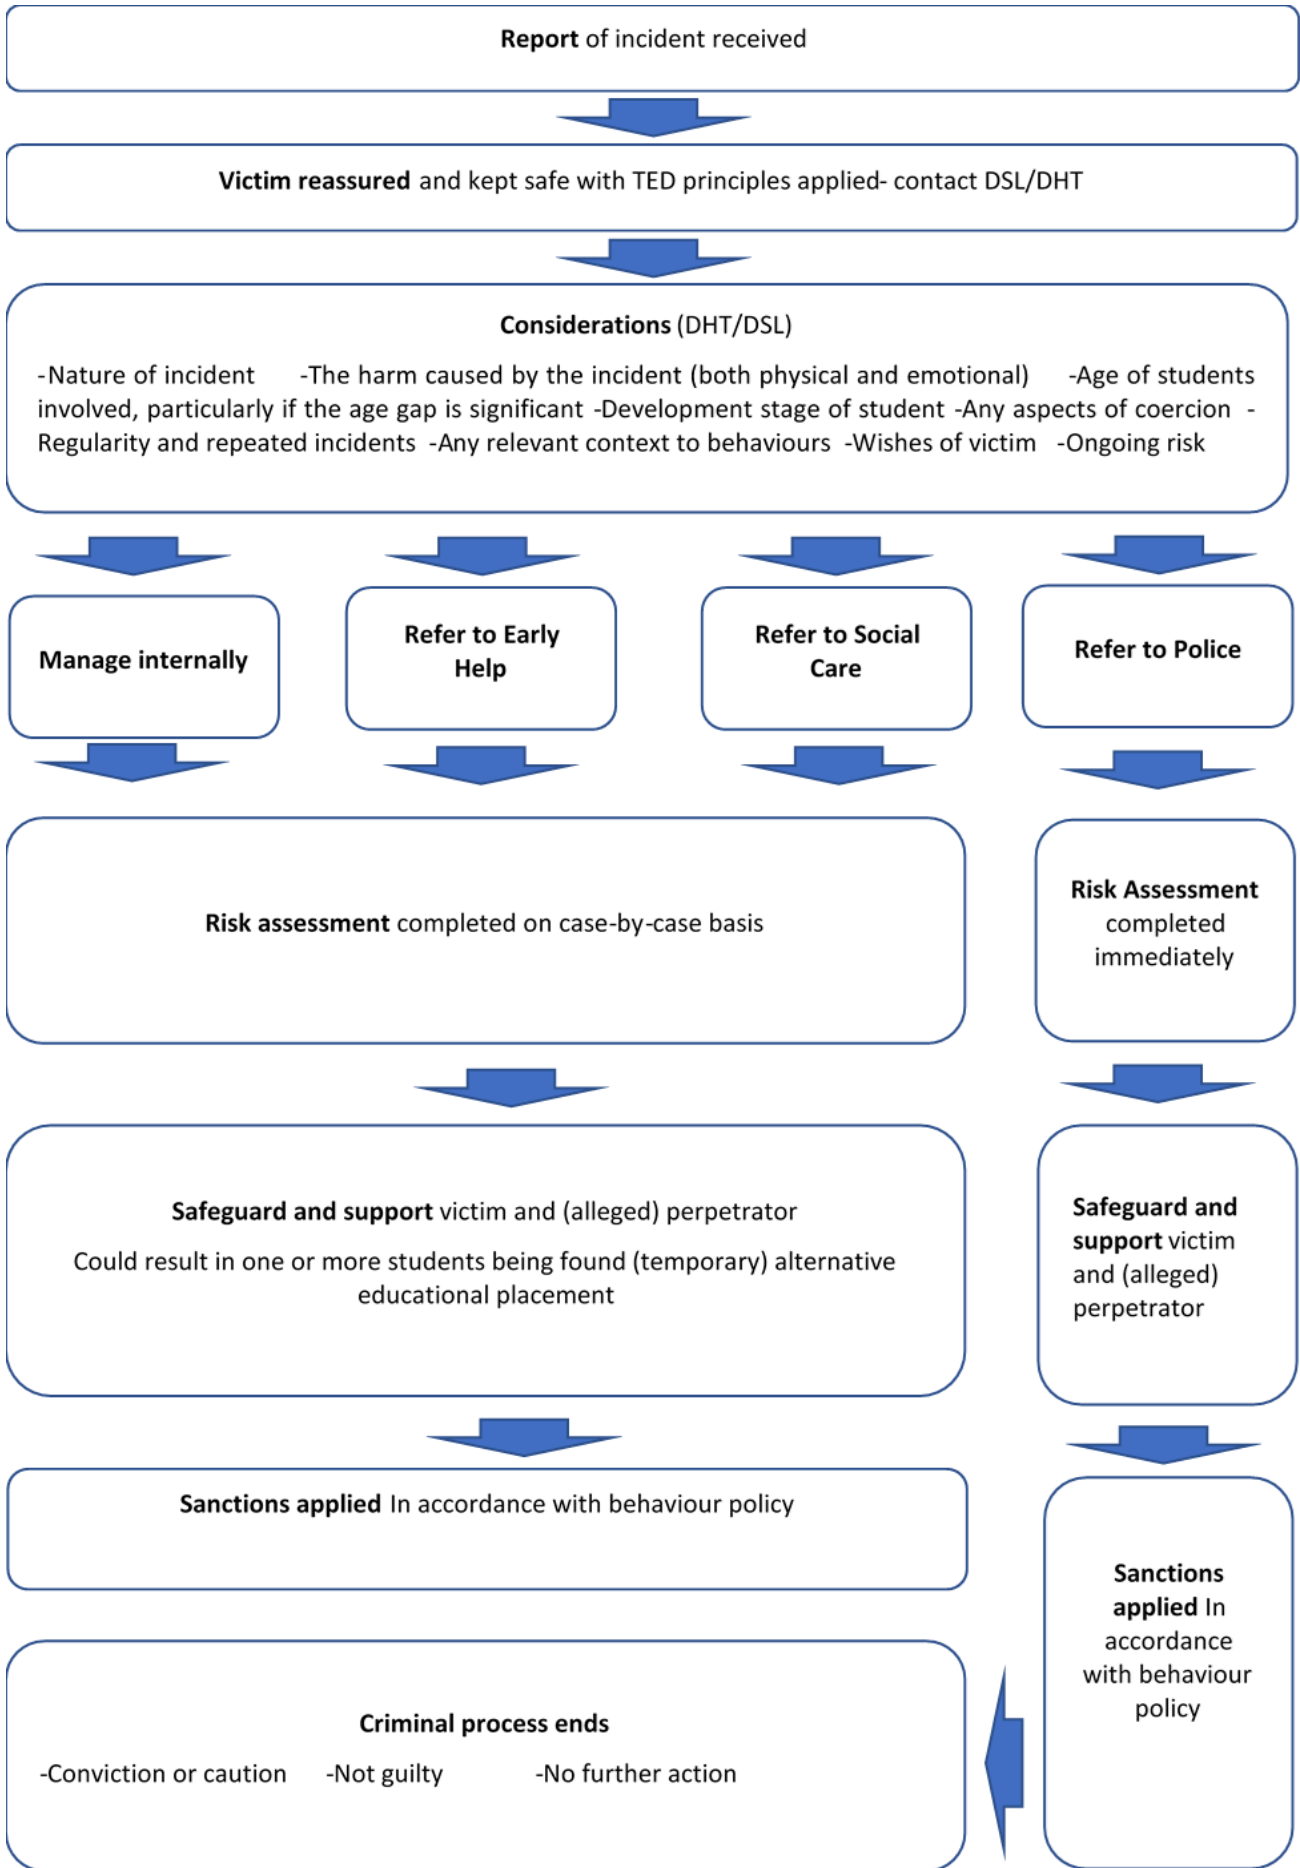 Report of incident received
Victim reassured and kept safe with TED principles applied- contact DSL/DHT
Considerations (DHT/DSL)
-Nature of incident -The harm caused by the incident (both physical and emotional) -Age of students
involved, particularly if the age gap is significant -Development stage of student -Any aspects of coercion -
Regularity and repeated incidents -Any relevant context to behaviours -Wishes of victim -Ongoing risk
Manage internally
Refer to Early
Help
Refer to Social
Care
Refer to Police
Risk assessment completed on case-by-case basis
Risk Assessment
completed
immediately
Safeguard and support victim and (alleged) perpetrator
Could result in one or more students being found (temporary) alternative
educational placement
Safeguard and
support victim
and (alleged)
perpetrator
Sanctions applied In accordance with behaviour policy
Sanctions
applied In
accordance
with behaviour
policy
Criminal process ends
-Conviction or caution -Not guilty -No further action